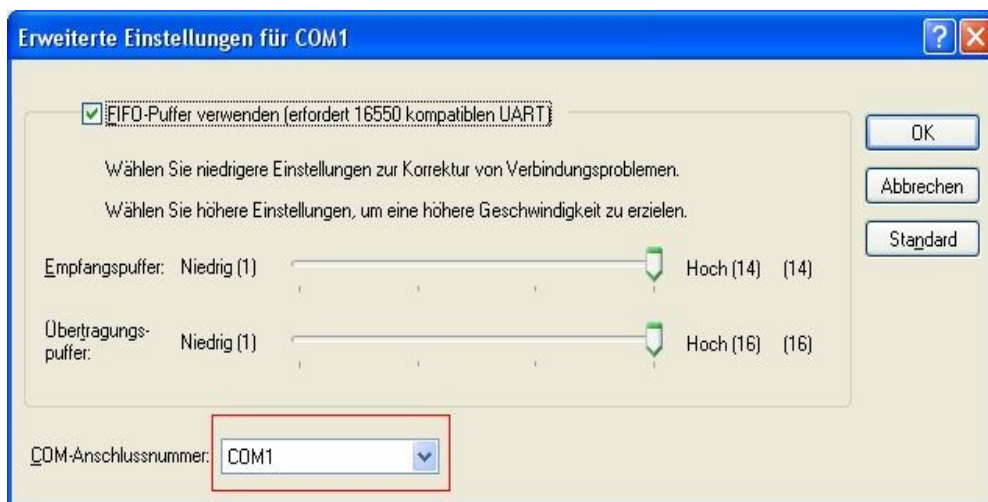 Erweiterte Einstellungen für COM1
FIFO-Puffer verwenden (erfordert 16550 kompatiblen UART)
OK
Wählen Sie niedrigere Einstellungen zur Korrektur von Verbindungsproblemen.
Abbrechen
Wählen Sie höhere Einstellungen, um eine höhere Geschwindigkeit zu erzielen.
Standard
Empfangspuffer: Niedrig (1) Hoch (14) (14)
Übertragungs-
puffer: Niedrig (1) Hoch (16) (16)
COM-Anschlussnummer: COM1